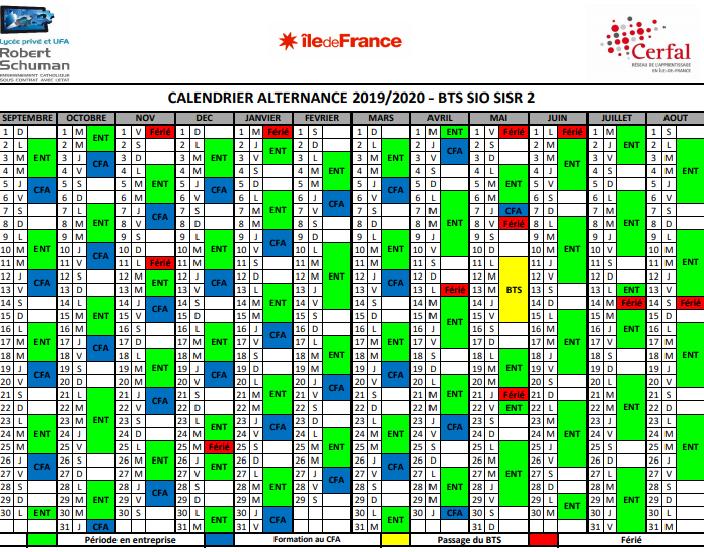 Lycée privé et UFA
Robert
Schuman
ENSEIGNEMENT CATHOLIQUE
SOUS CONTRAT AVEC L'ETAT
îledeFrance
Cerfal
RÉSEAU DE L'APPRENTISSAGE
EN ÎLE-DE-FRANCE
CALENDRIER ALTERNANCE 2019/2020 - BTS SIO SISR 2
SEPTEMBRE OCTOBRE NOV DEC JANVIER FEVRIER MARS AVRIL MAI JUIN JUILLET AOUT
1 D 1 M ENT 1 V Férié 1 D 1 M Férié 1 S 1 D 1 M ENT 1 V Férié 1 L Férié 1 M 1 S
2 L 2 M 2 S 2 L 2 J ENT 2 D 2 L 2 J CFA 2 S 2 M 2 J ENT 2 D
3 M ENT 3 J CFA 3 D 3 M ENT 3 V 3 L 3 M ENT 3 V 3 D 3 M 3 V 3 L
4 M 4 V 4 L 4 M 4 S 4 M ENT 4 M 4 S 4 L 4 J ENT 4 S 4 M
5 J CFA 5 S 5 M ENT 5 J CFA 5 D 5 M 5 J CFA 5 D 5 M ENT 5 V 5 D 5 M ENT
6 V 6 D 6 M 6 V 6 L 6 J CFA 6 V 6 L 6 M 6 S 6 L 6 J
7 S 7 L 7 J CFA 7 S 7 M ENT 7 V 7 S 7 M 7 J CFA 7 D 7 M 7 V
8 D 8 M ENT 8 V 8 D 8 M 8 S 8 D 8 M ENT 8 V Férié 8 L 8 M ENT 8 S
9 L 9 M 9 S 9 L 9 J CFA 9 D 9 L 9 J 9 S 9 M 9 J 9 D
10 M ENT 10 J CFA 10 D 10 M ENT 10 V 10 L 10 M ENT 10 V 10 D 10 M ENT 10 V 10 L
11 M 11 V 11 L Férié 11 M 11 S 11 M 11 M 11 S 11 L 11 J 11 S 11 M
12 J CFA 12 S 12 M ENT 12 J CFA 12 D 12 M ENT 12 J CFA 12 D 12 M 12 V 12 D 12 M ENT
13 V 13 D 13 M 13 V 13 L 13 J 13 V 13 L Férié 13 M BTS 13 S 13 L ENT 13 J
14 S 14 L 14 J CFA 14 S 14 M ENT 14 V 14 S 14 M 14 J 14 D 14 M Férié 14 V Férié
15 D 15 M ENT 15 V 15 D 15 M 15 S 15 D 15 M 15 V 15 L 15 M 15 S
16 L 16 M 16 S 16 L 16 J CFA 16 D 16 L 16 J ENT 16 S 16 M 16 J 16 D
17 M ENT 17 J CFA 17 D 17 M ENT 17 V 17 L 17 M ENT 17 V 17 D 17 M ENT 17 V ENT 17 L
18 M 18 V 18 L 18 M 18 S 18 M ENT 18 M 18 S 18 L 18 J 18 S 18 M
19 J CFA 19 S 19 M ENT 19 J CFA 19 D 19 M 19 J CFA 19 D 19 M ENT 19 V 19 D 19 M ENT
20 V 20 D 20 M 20 V 20 L 20 J CFA 20 V 20 L 20 M 20 S 20 L 20 J
21 S 21 L 21 J CFA 21 S 21 M ENT 21 V 21 S 21 M ENT 21 J Férié 21 D 21 M 21 V
22 D 22 M 22 V 22 D 22 M 22 S 22 D 22 M 22 V ENT 22 L 22 M ENT 22 S
23 L 23 M ENT 23 S 23 L ENT 23 J CFA 23 D 23 L 23 J CFA 23 S 23 M 23 J 23 D
24 M ENT 24 J 24 D 24 M 24 V 24 L 24 M ENT 24 V 24 D 24 M ENT 24 V 24 L
25 M 25 V 25 L 25 M Férié 25 S 25 M ENT 25 M 25 S 25 L 25 J 25 S 25 M
26 J CFA 26 S 26 M ENT 26 J ENT 26 D 26 M 26 J CFA 26 D 26 M 26 V 26 D 26 M ENT
27 V 27 D 27 M 27 V 27 L 27 J CFA 27 V 27 L 27 M ENT 27 S 27 L 27 J
28 S 28 L 28 J CFA 28 S 28 M ENT 28 V 28 S 28 M ENT 28 J 28 D 28 M 28 V
29 D 29 M ENT 29 V 29 D 29 M 29 S 29 D 29 M 29 V 29 L ENT 29 M ENT 29 S
30 L ENT 30 M 30 S 30 L ENT 30 J CFA 30 L ENT 30 J CFA 30 S 30 M 30 J 30 D
31 J CFA 31 M 31 V 31 M 31 D 31 V 31 L
Période en entreprise Formation au CFA Passage du BTS Férié